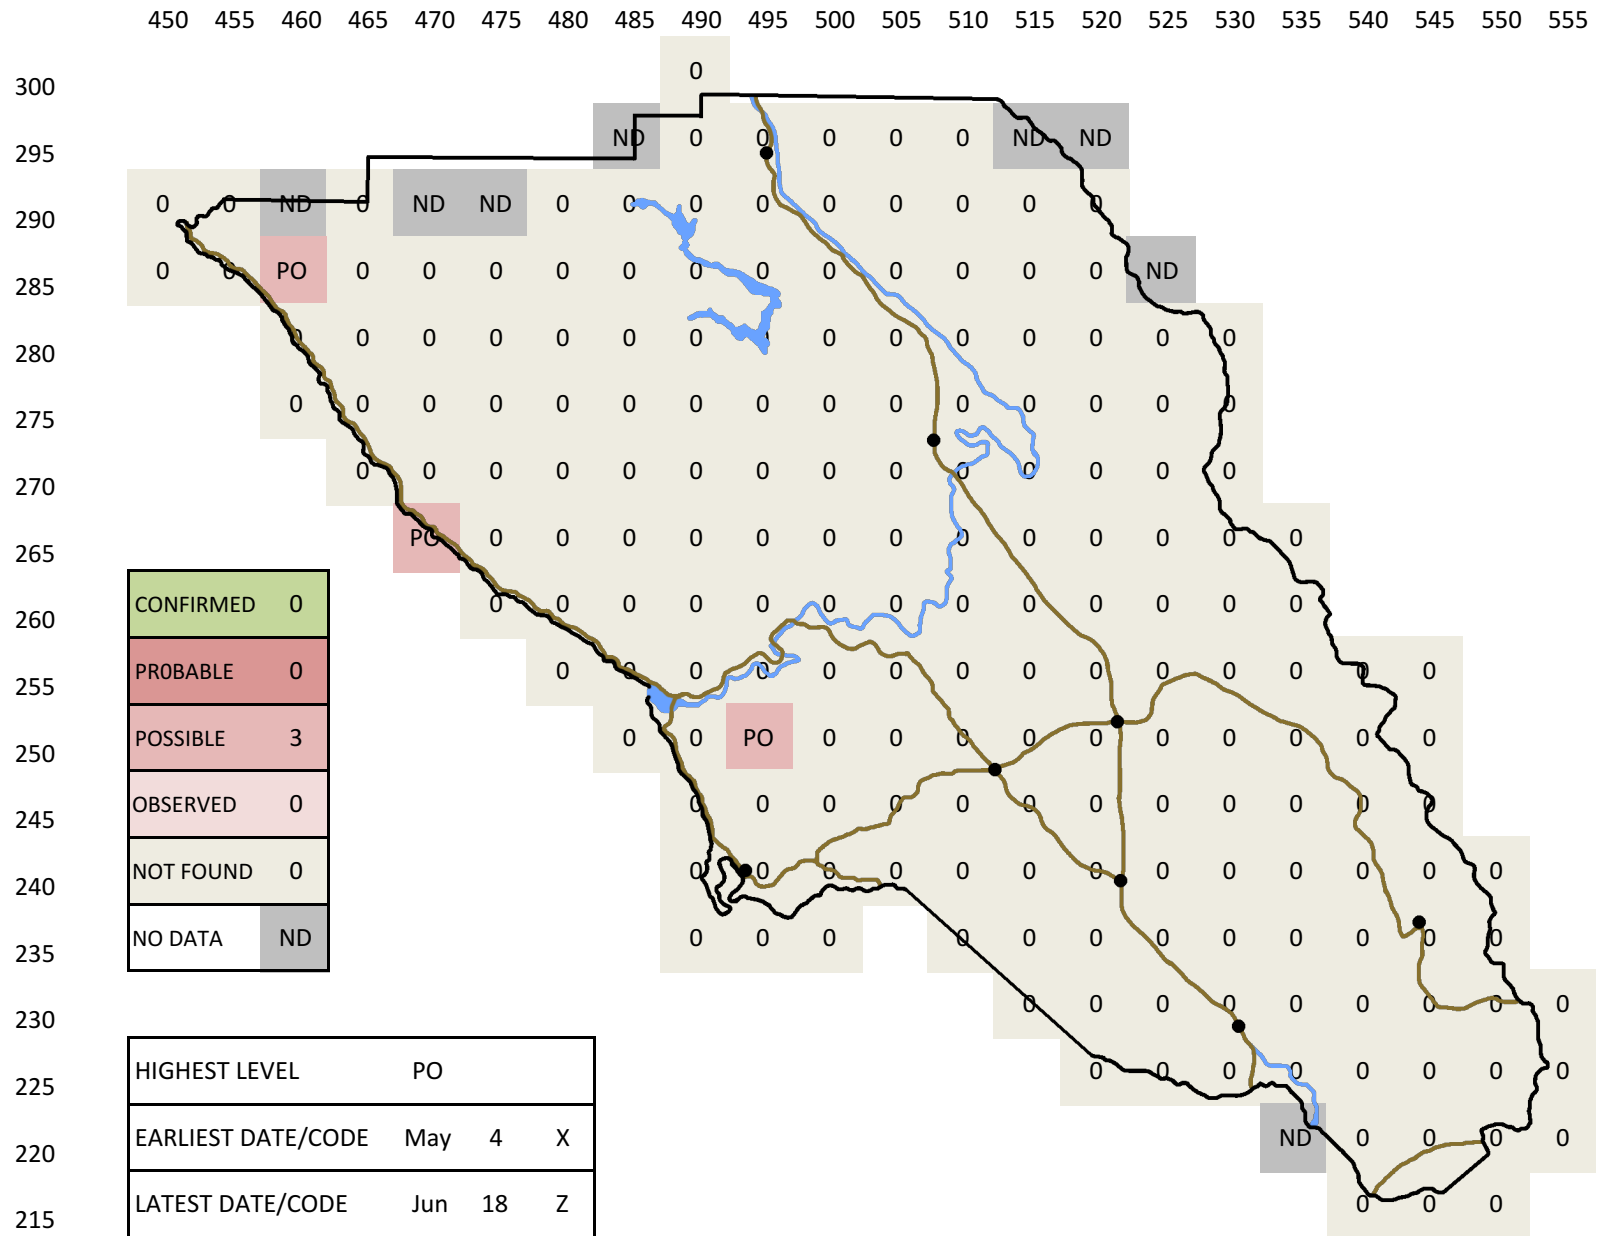 450 455 460 465 470 475 480 485 490 495 500 505 510 515 520 525 530 535 540 545 550 555
300 0
295 ND 0 0 0 0 0 ND ND
290 0 0 ND 0 ND ND 0 0 0 0 0 0 0 0 0
285 0 0 PO 0 0 0 0 0 0 0 0 0 0 0 0 ND
280 0 0 0 0 0 0 0 0 0 0 0 0 0 0 0
275 0 0 0 0 0 0 0 0 0 0 0 0 0 0 0
270 0 0 0 0 0 0 0 0 0 0 0 0 0 0
265 PO 0 0 0 0 0 0 0 0 0 0 0 0 0
260 CONFIRMED 0 0 0 0 0 0 0 0 0 0 0 0 0 0
255 PR0BABLE 0 0 0 0 0 0 0 0 0 0 0 0 0 0 0
250 POSSIBLE 3 0 0 PO 0 0 0 0 0 0 0 0 0 0
245 OBSERVED 0 0 0 0 0 0 0 0 0 0 0 0 0
240 NOT FOUND 0 0 0 0 0 0 0 0 0 0 0 0 0 0
235 NO DATA ND 0 0 0 0 0 0 0 0 0 0 0 0
230 0 0 0 0 0 0 0 0 0
225 HIGHEST LEVEL PO 0 0 0 0 0 0 0 0
220 EARLIEST DATE/CODE May 4 X ND 0 0 0 0
215 LATEST DATE/CODE Jun 18 Z 0 0 0